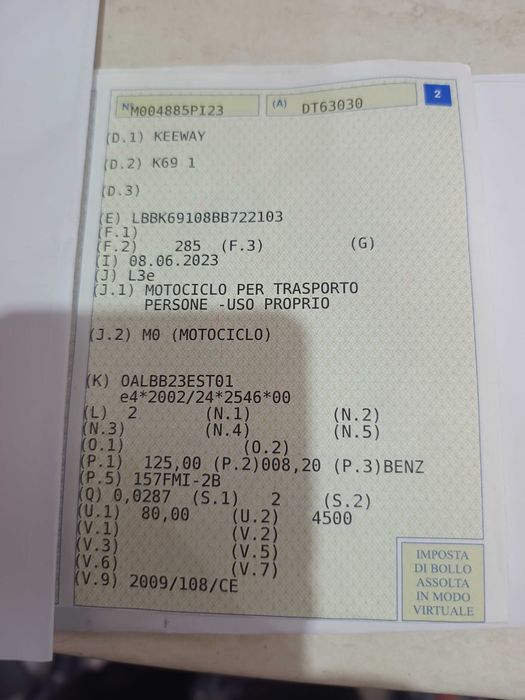 2
N° M004885PI23 (A) DT63030
(D.1) KEEWAY
(D.2) K69 1
(D.3)
(E) LBBK69108BB722103
(F.1)
(F.2) 285 (F.3) (G)
(I) 08.06.2023
(J) L3e
(J.1) MOTOCICLO PER TRASPORTO
PERSONE -USO PROPRIO
(J.2) M0 (MOTOCICLO)
(K) OALBB23EST01
e4*2002/24*2546*00
(L) 2 (N.1) (N.2)
(N.3) (N.4) (N.5)
(O.1) (O.2)
(P.1) 125,00 (P.2)008,20 (P.3)BENZ
(P.5) 157FMI-2B
(Q) 0,0287 (S.1) 2 (S.2)
(U.1) 80,00 (U.2) 4500
(V.1) (V.2)
(V.3) (V.5)
(V.6) (V.7)
(V.9) 2009/108/CE
IMPOSTA
DI BOLLO
ASSOLTA
IN MODO
VIRTUALE